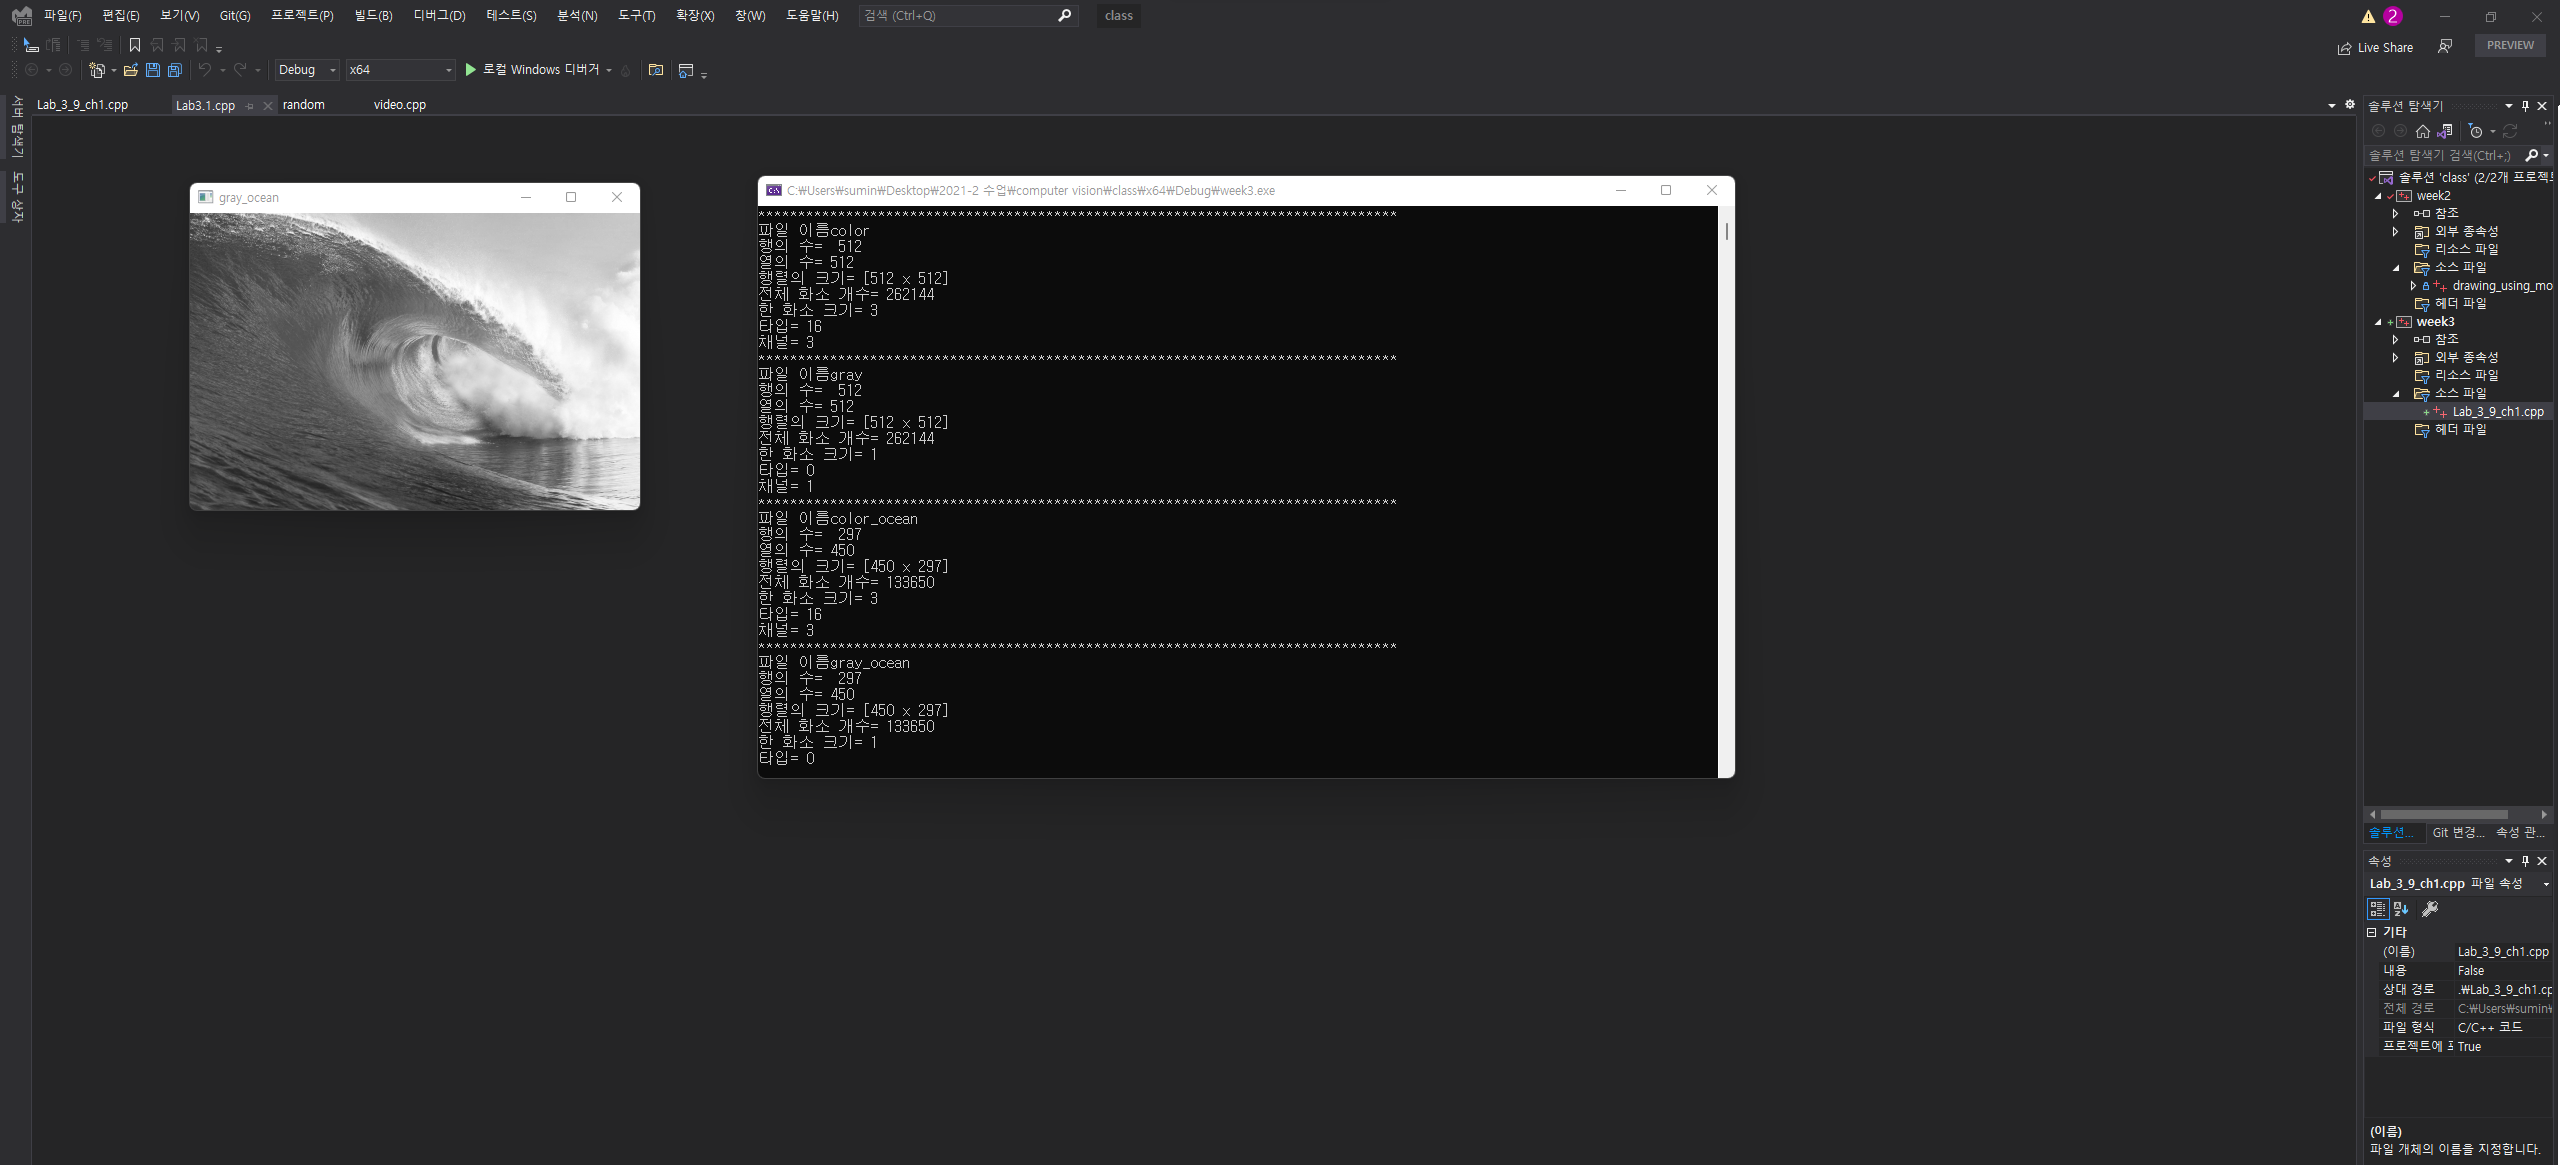 파일(F) 편집(E) 보기(V) Git(G) 프로젝트(P) 빌드(B) 디버그(D) 테스트(S) 분석(N) 도구(T) 확장(X) 창(W) 도움말(H) 검색 (Ctrl+Q) class 2
Live Share PREVIEW
Debug x64 로컬 Windows 디버거
서버 탐색기
도구 상자
Lab_3_9_ch1.cpp Lab3.1.cpp random video.cpp
gray_ocean
C:₩Users₩sumin₩Desktop₩2021-2 수업₩computer vision₩class₩x64₩Debug₩week3.exe
********************************************************************************
파일 이름color
행의 수=  512
열의 수= 512
행렬의 크기= [512 x 512]
전체 화소 개수= 262144
한 화소 크기= 3
타입= 16
채널= 3
********************************************************************************
파일 이름gray
행의 수=  512
열의 수= 512
행렬의 크기= [512 x 512]
전체 화소 개수= 262144
한 화소 크기= 1
타입= 0
채널= 1
********************************************************************************
파일 이름color_ocean
행의 수=  297
열의 수= 450
행렬의 크기= [450 x 297]
전체 화소 개수= 133650
한 화소 크기= 3
타입= 16
채널= 3
********************************************************************************
파일 이름gray_ocean
행의 수=  297
열의 수= 450
행렬의 크기= [450 x 297]
전체 화소 개수= 133650
한 화소 크기= 1
타입= 0
솔루션 탐색기
솔루션 탐색기 검색(Ctrl+;)
솔루션 'class' (2/2개 프로젝트
week2
참조
외부 종속성
리소스 파일
소스 파일
drawing_using_mo
헤더 파일
week3
참조
외부 종속성
리소스 파일
소스 파일
Lab_3_9_ch1.cpp
헤더 파일
솔루션... Git 변경... 속성 관...
속성
Lab_3_9_ch1.cpp 파일 속성
기타
(이름) Lab_3_9_ch1.cpp
내용 False
상대 경로 .₩Lab_3_9_ch1.cp
전체 경로 C:₩Users₩sumin₩
파일 형식 C/C++ 코드
프로젝트에 True
(이름)
파일 개체의 이름을 지정합니다.